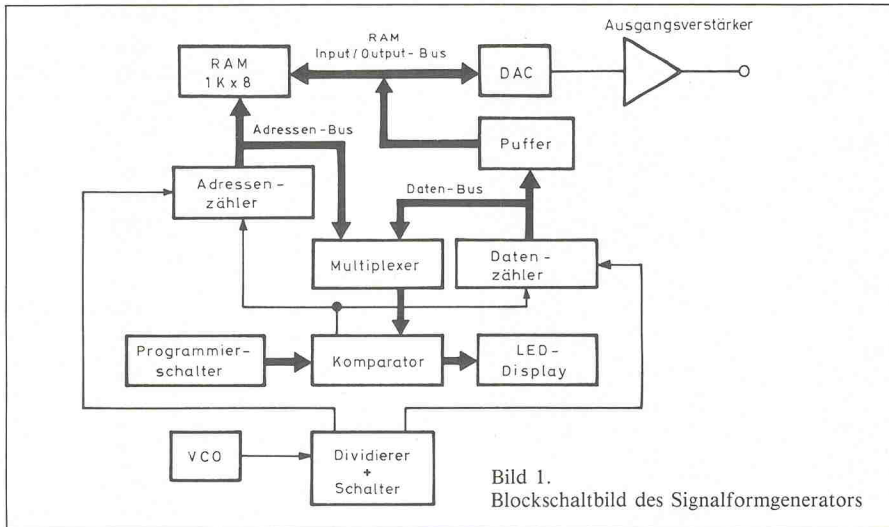 Ausgangsverstärker
RAM
Input/Output-Bus
RAM
1K x 8
DAC
Adressen-Bus
Puffer
Adressen-
zähler
Daten-Bus
Multiplexer
Daten-
zähler
Programmier-
schalter
Komparator
LED-
Display
VCO
Dividierer
+
Schalter
Bild 1.
Blockschaltbild des Signalformgenerators